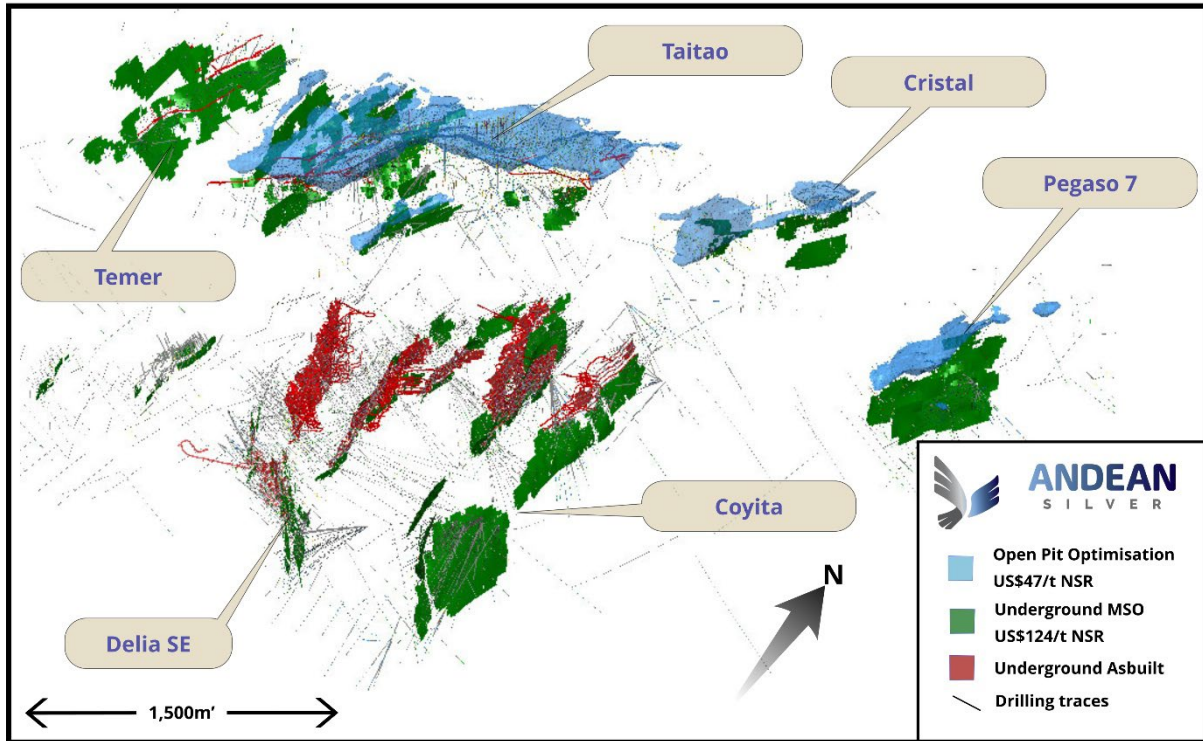 Taitao
Cristal
Pegaso 7
Temer
Coyita
Delia SE
N
1,500m’
ANDEAN
SILVER
Open Pit Optimisation
US$47/t NSR
Underground MSO
US$124/t NSR
Underground Asbuilt
Drilling traces